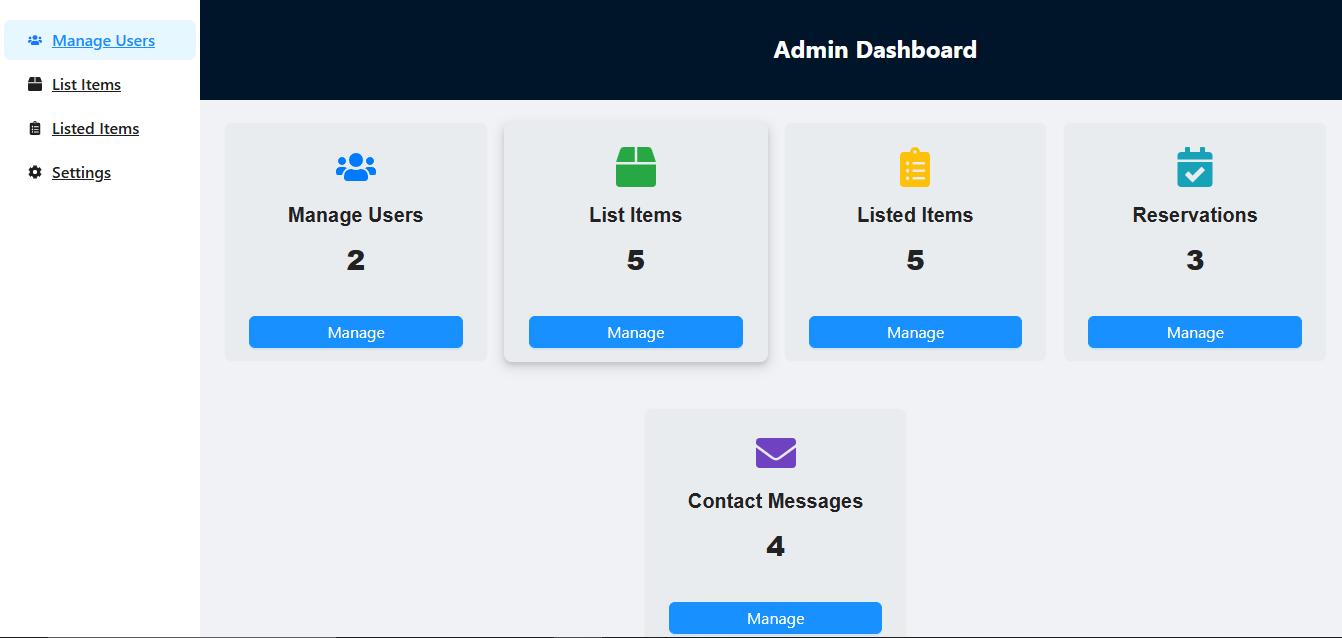 Manage Users
List Items
Listed Items
Settings
Admin Dashboard
Manage Users
2
Manage
List Items
5
Manage
Listed Items
5
Manage
Reservations
3
Manage
Contact Messages
4
Manage